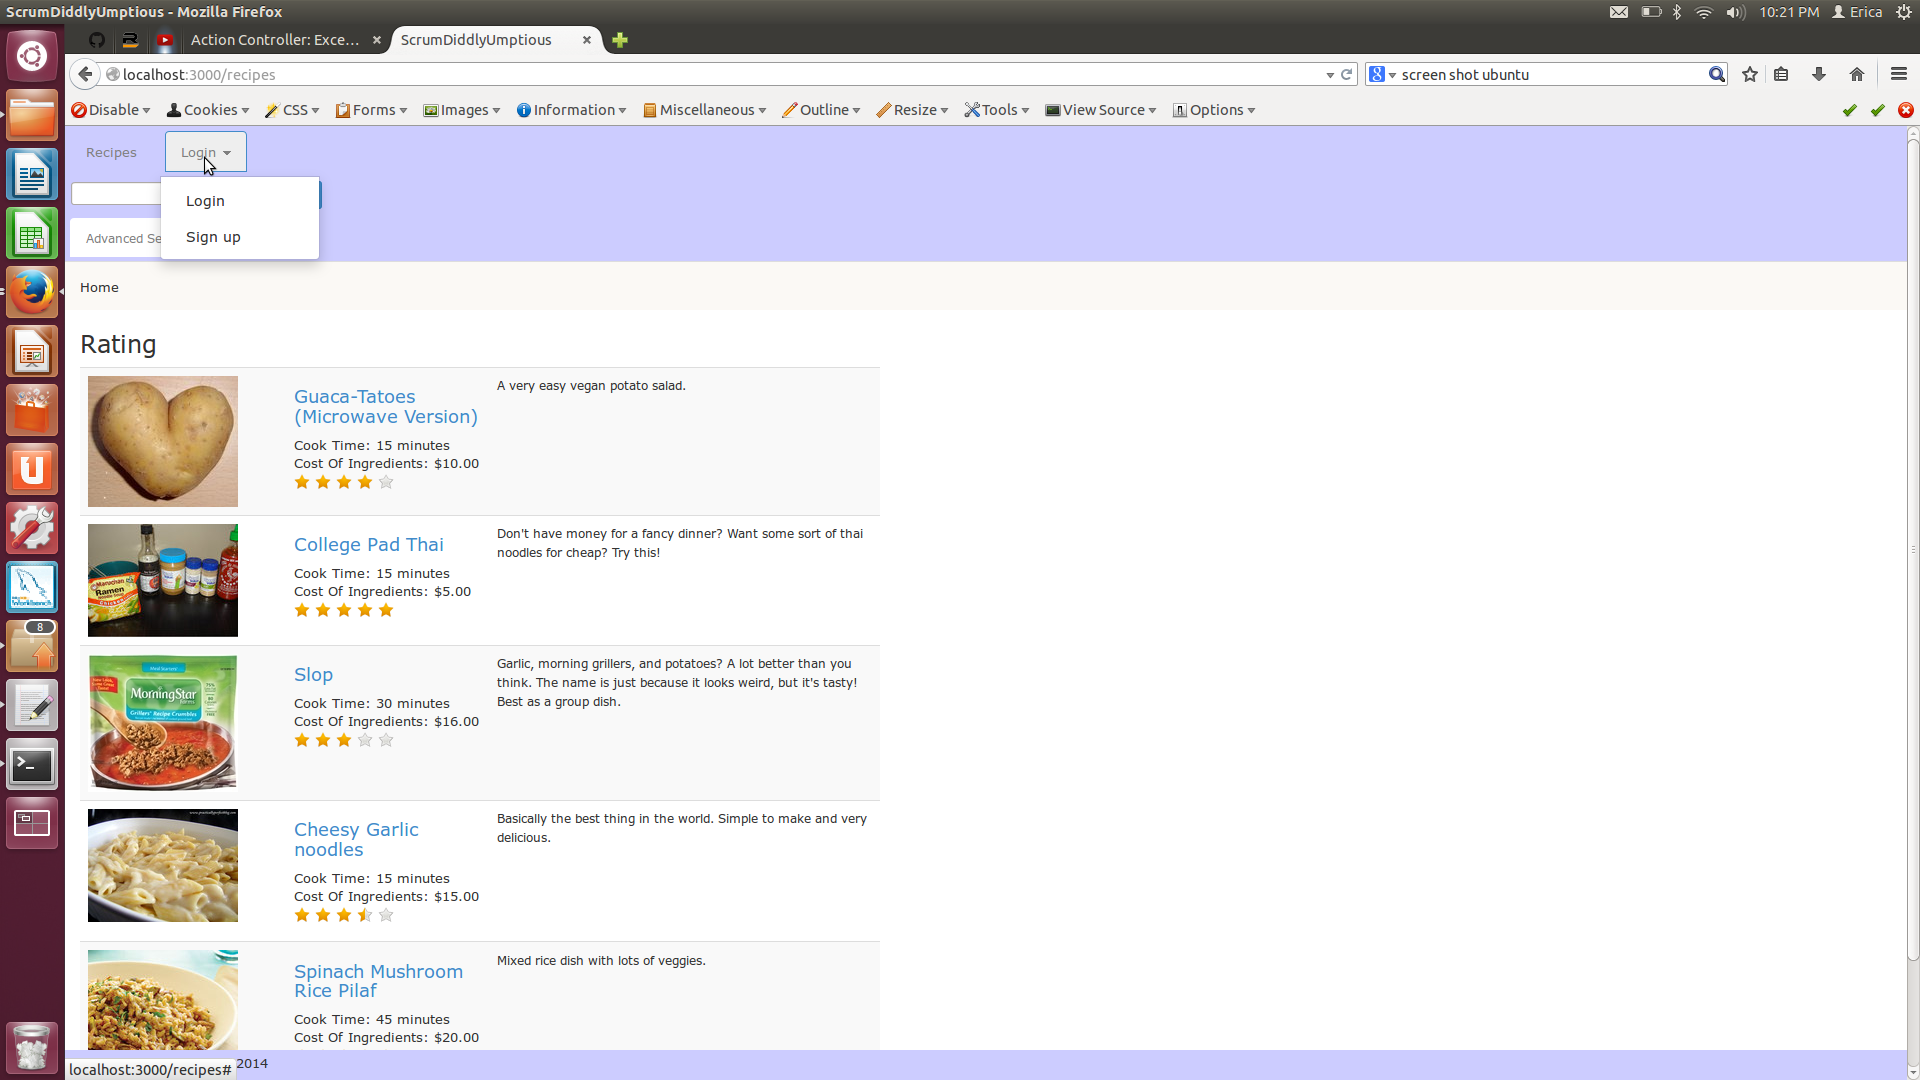 ScrumDiddlyUmptious - Mozilla Firefox
10:21 PM Erica
Action Controller: Exce... ScrumDiddlyUmptious
localhost:3000/recipes
screen shot ubuntu
Disable Cookies CSS Forms Images Information Miscellaneous Outline Resize Tools View Source Options
Recipes Login
Login
Sign up
Advanced Se
Home
Rating
Guaca-Tatoes
(Microwave Version)
Cook Time: 15 minutes
Cost Of Ingredients: $10.00
A very easy vegan potato salad.
Maruchan
Ramen
College Pad Thai
Cook Time: 15 minutes
Cost Of Ingredients: $5.00
Don't have money for a fancy dinner? Want some sort of thai
noodles for cheap? Try this!
MorningStar
Farms
Grillers' Recipe Crumbles
Slop
Cook Time: 30 minutes
Cost Of Ingredients: $16.00
Garlic, morning grillers, and potatoes? A lot better than you
think. The name is just because it looks weird, but it's tasty!
Best as a group dish.
Cheesy Garlic
noodles
Cook Time: 15 minutes
Cost Of Ingredients: $15.00
Basically the best thing in the world. Simple to make and very
delicious.
Spinach Mushroom
Rice Pilaf
Cook Time: 45 minutes
Cost Of Ingredients: $20.00
Mixed rice dish with lots of veggies.
2014
localhost:3000/recipes#
8